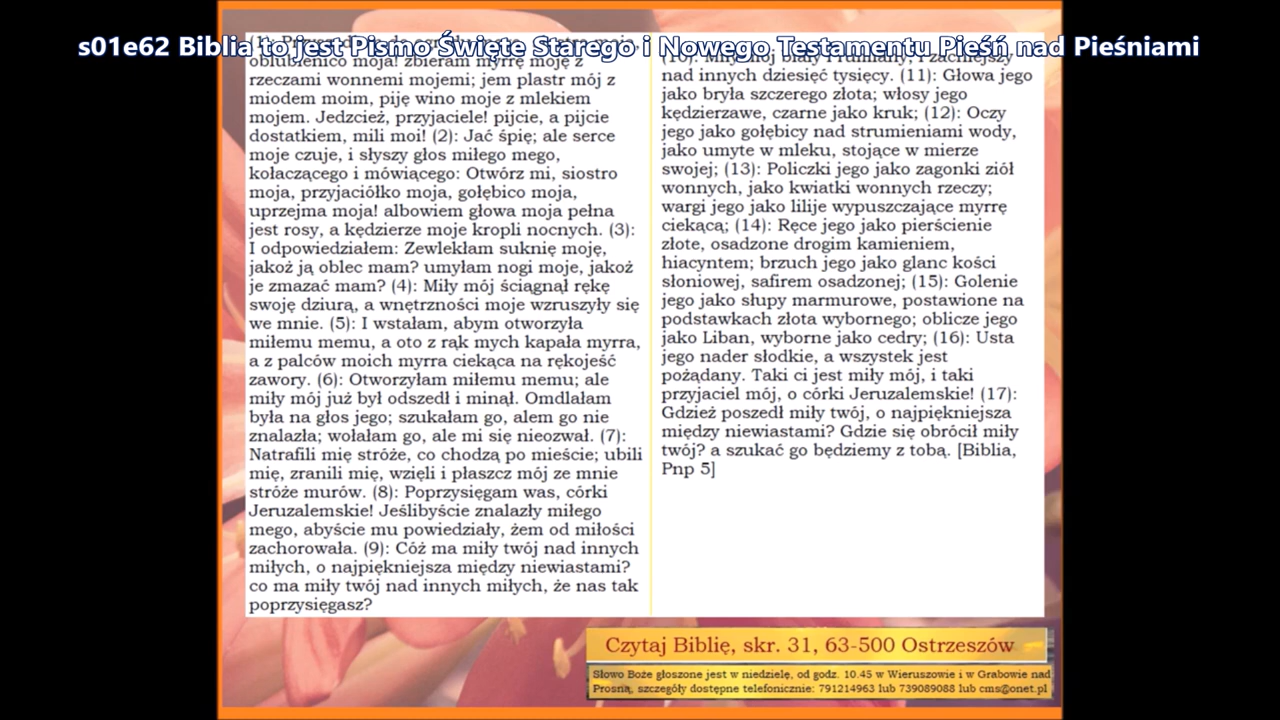 s01e62 Biblia to jest Pismo Święte Starego i Nowego Testamentu Pieśń nad Pieśniami
oblubienico moja! zbieram myrrę moję z
rzeczami wonnemi mojemi; jem plastr mój z
miodem moim, piję wino moje z mlekiem
mojem. Jedzcież, przyjaciele! pijcie, a pijcie
dostatkiem, mili moi! (2): Jać śpię; ale serce
moje czuje, i słyszy głos miłego mego,
kołaczącego i mówiącego: Otwórz mi, siostro
moja, przyjaciółko moja, gołębico moja,
uprzejma moja! albowiem głowa moja pełna
jest rosy, a kędzierze moje kropli nocnych. (3):
I odpowiedziałem: Zewlekłam suknię moję,
jakoż ją oblec mam? umyłam nogi moje, jakoż
je zmazać mam? (4): Miły mój ściągnął rękę
swoję dziurą, a wnętrzności moje wzruszyły się
we mnie. (5): I wstałam, abym otworzyła
miłemu memu, a oto z rąk mych kapała myrra,
a z palców moich myrra ciekąca na rękojeść
zawory. (6): Otworzyłam miłemu memu; ale
miły mój już był odszedł i minął. Omdlałam
była na głos jego; szukałam go, alem go nie
znalazła; wołałam go, ale mi się nieozwał. (7):
Natrafili mię stróże, co chodzą po mieście; ubili
mię, zranili mię, wzięli i płaszcz mój ze mnie
stróże murów. (8): Poprzysięgam was, córki
Jeruzalemskie! Jeślibyście znalazły miłego
mego, abyście mu powiedziały, żem od miłości
zachorowała. (9): Cóż ma miły twój nad innych
miłych, o najpiękniejsza między niewiastami?
co ma miły twój nad innych miłych, że nas tak
poprzysięgasz?
(10): Miły mój biały i rumiany, i zacniejszy
nad innych dziesięć tysięcy. (11): Głowa jego
jako bryła szczerego złota; włosy jego
kędzierzawe, czarne jako kruk; (12): Oczy
jego jako gołębicy nad strumieniami wody,
jako umyte w mleku, stojące w mierze
swojej; (13): Policzki jego jako zagonki ziół
wonnych, jako kwiatki wonnych rzeczy;
wargi jego jako lilije wypuszczające myrrę
ciekącą; (14): Ręce jego jako pierścienie
złote, osadzone drogim kamieniem,
hiacyntem; brzuch jego jako glanc kości
słoniowej, safirem osadzonej; (15): Golenie
jego jako słupy marmurowe, postawione na
podstawkach złota wybornego; oblicze jego
jako Liban, wyborne jako cedry; (16): Usta
jego nader słodkie, a wszystek jest
pożądany. Taki ci jest miły mój, i taki
przyjaciel mój, o córki Jeruzalemskie! (17):
Gdzież poszedł miły twój, o najpiękniejsza
między niewiastami? Gdzie się obrócił miły
twój? a szukać go będziemy z tobą. [Biblia,
Pnp 5]
Czytaj Biblię, skr. 31, 63-500 Ostrzeszów
Słowo Boże głoszone jest w niedzielę, od godz. 10.45 w Wieruszowie i w Grabowie nad
Prosną, szczegóły dostępne telefonicznie: 791214963 lub 739089088 lub cms@onet.pl